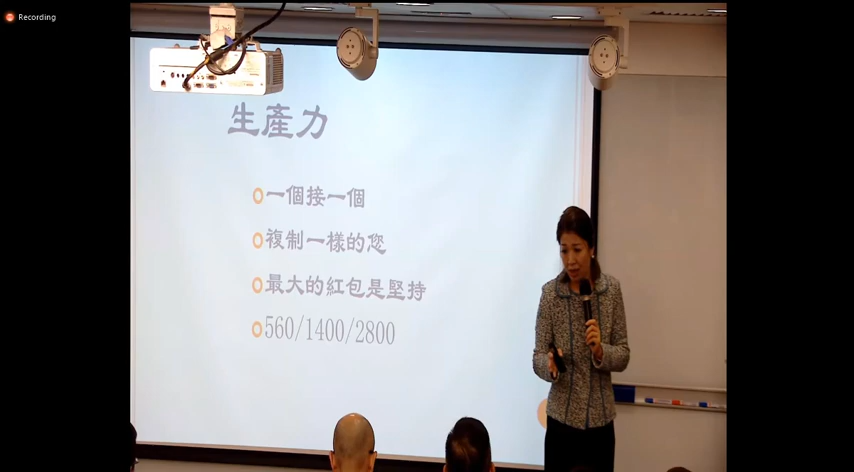 Recording
生產力
一個接一個
複制一樣的您
最大的紅包是堅持
560/1400/2800